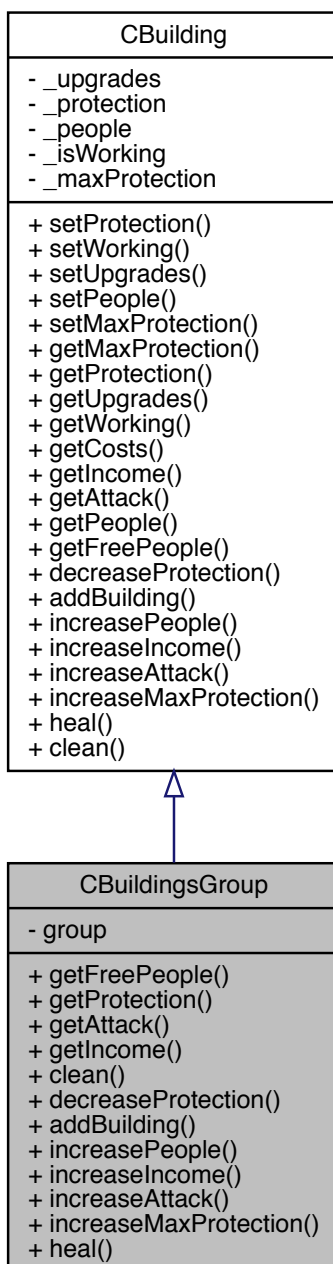 CBuilding
- _upgrades
- _protection
- _people
- _isWorking
- _maxProtection
+ setProtection()
+ setWorking()
+ setUpgrades()
+ setPeople()
+ setMaxProtection()
+ getMaxProtection()
+ getProtection()
+ getUpgrades()
+ getWorking()
+ getCosts()
+ getIncome()
+ getAttack()
+ getPeople()
+ getFreePeople()
+ decreaseProtection()
+ addBuilding()
+ increasePeople()
+ increaseIncome()
+ increaseAttack()
+ increaseMaxProtection()
+ heal()
+ clean()
CBuildingsGroup
- group
+ getFreePeople()
+ getProtection()
+ getAttack()
+ getIncome()
+ clean()
+ decreaseProtection()
+ addBuilding()
+ increasePeople()
+ increaseIncome()
+ increaseAttack()
+ increaseMaxProtection()
+ heal()